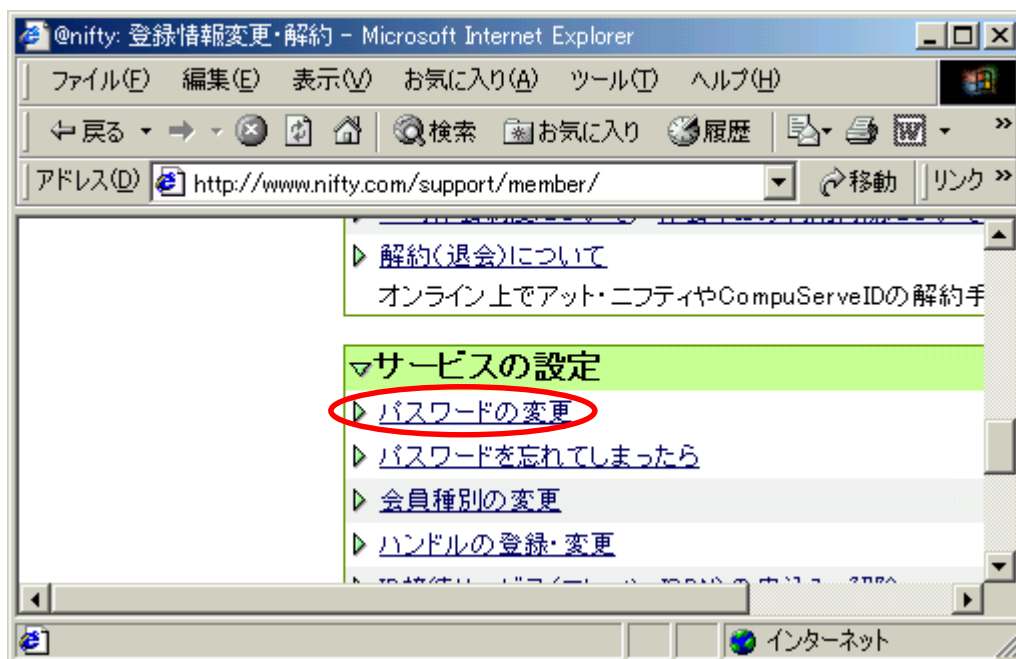 @nifty: 登録情報変更・解約 - Microsoft Internet Explorer
ファイル(F) 編集(E) 表示(V) お気に入り(A) ツール(T) ヘルプ(H)
戻る 検索 お気に入り 履歴 »
アドレス(D) http://www.nifty.com/support/member/ 移動 リンク »
解約(退会)について
オンライン上でアット・ニフティやCompuServeIDの解約手
▽サービスの設定
パスワードの変更
パスワードを忘れてしまったら
会員種別の変更
ハンドルの登録・変更
インターネット